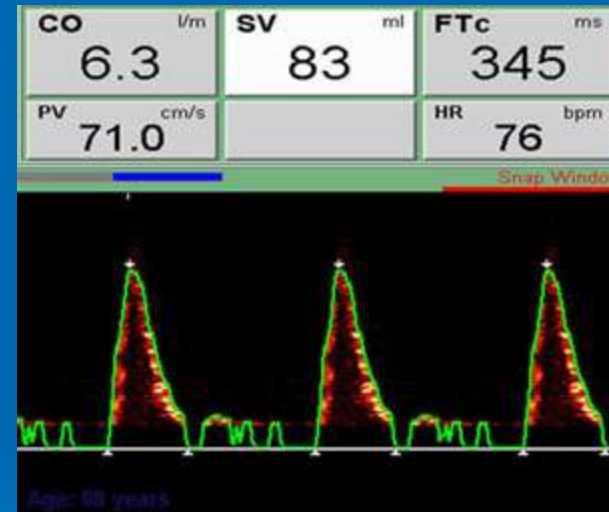 CO l/m SV ml FTc ms
6.3 83 345
PV cm/s HR bpm
71.0 76
Snap Windo
Age: 68 years